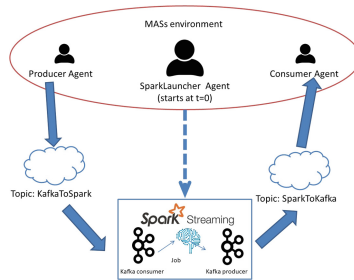 MASs environment
Producer Agent
SparkLauncher Agent
(starts at t=0)
Consumer Agent
Topic: KafkaToSpark
Topic: SparkToKafka
Spark Streaming
Job
Kafka consumer
Kafka producer